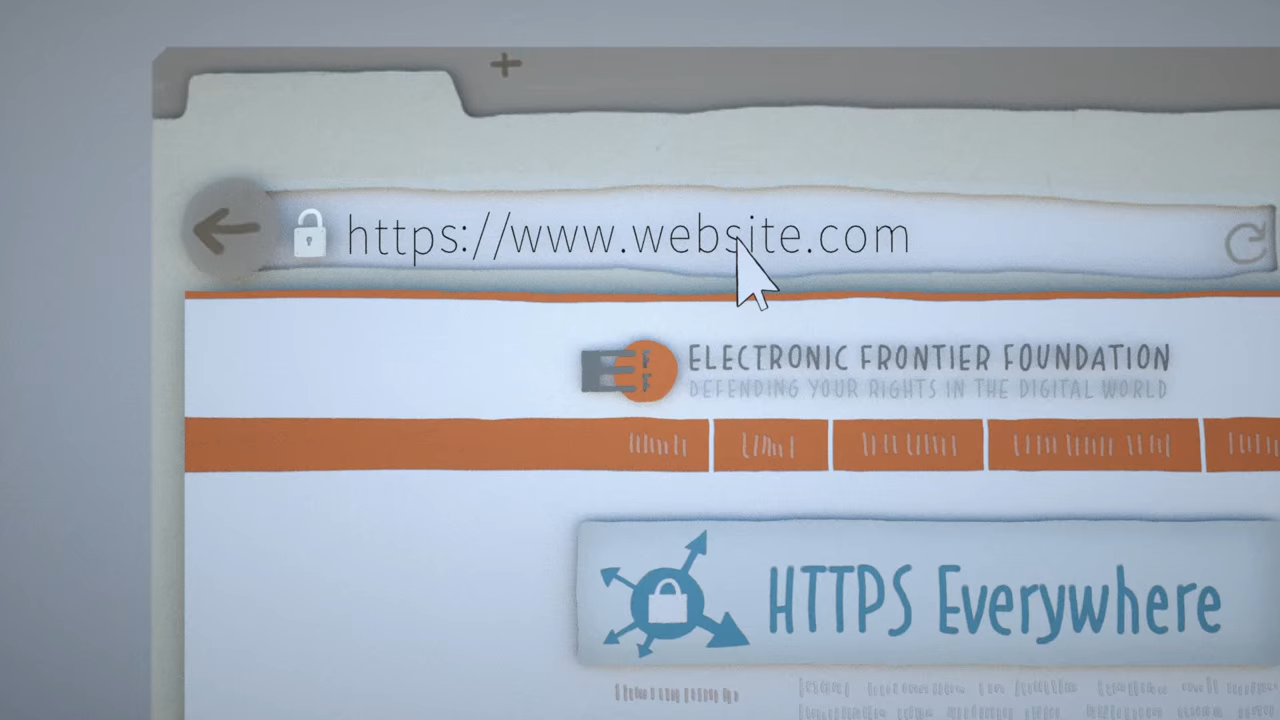 https://www.website.com
E
F
F
ELECTRONIC FRONTIER FOUNDATION
DEFENDING YOUR RIGHTS IN THE DIGITAL WORLD
HTTPS Everywhere